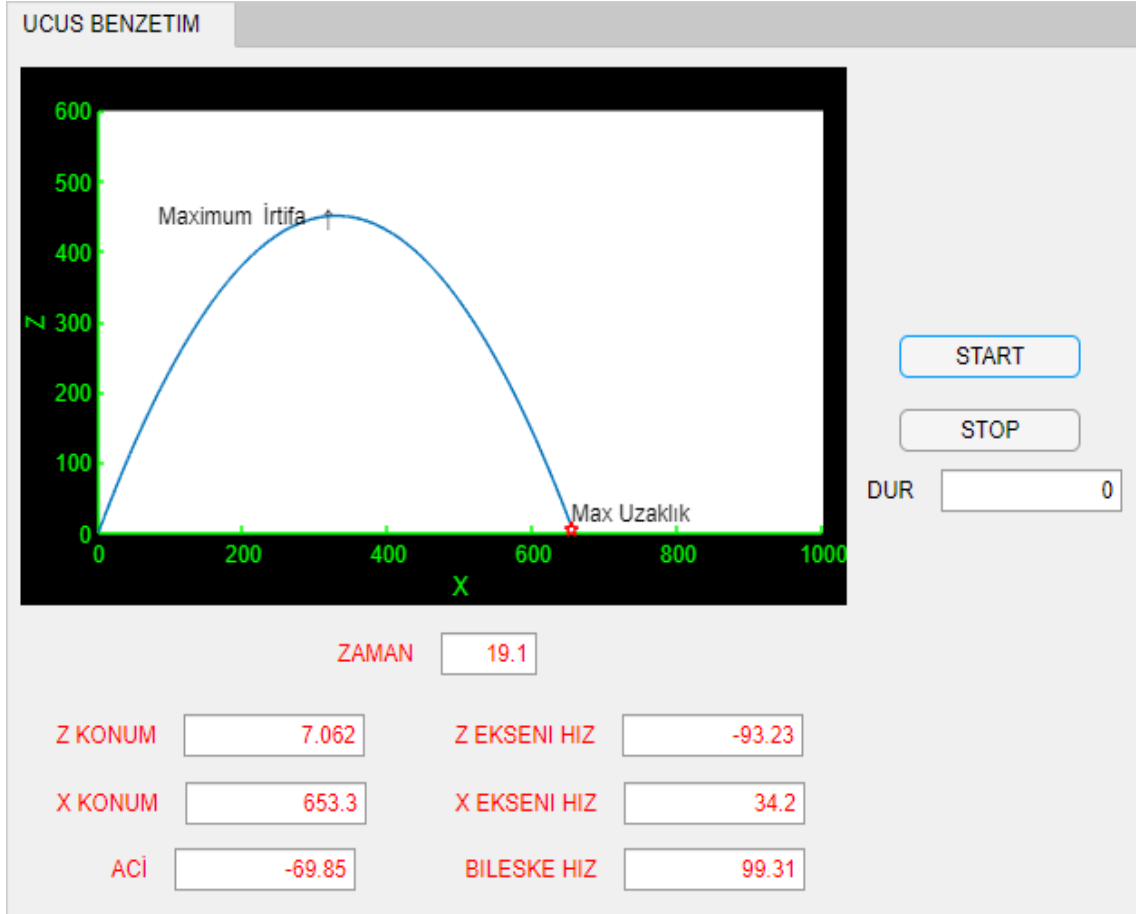 UCUS BENZETIM
600
500
Maximum İrtifa ↑
400
Z 300
200
100
Max Uzaklık
0
0 200 400 600 800 1000
X
START
STOP
DUR 0
ZAMAN 19.1
Z KONUM 7.062 Z EKSENI HIZ -93.23
X KONUM 653.3 X EKSENI HIZ 34.2
ACİ -69.85 BILESKE HIZ 99.31